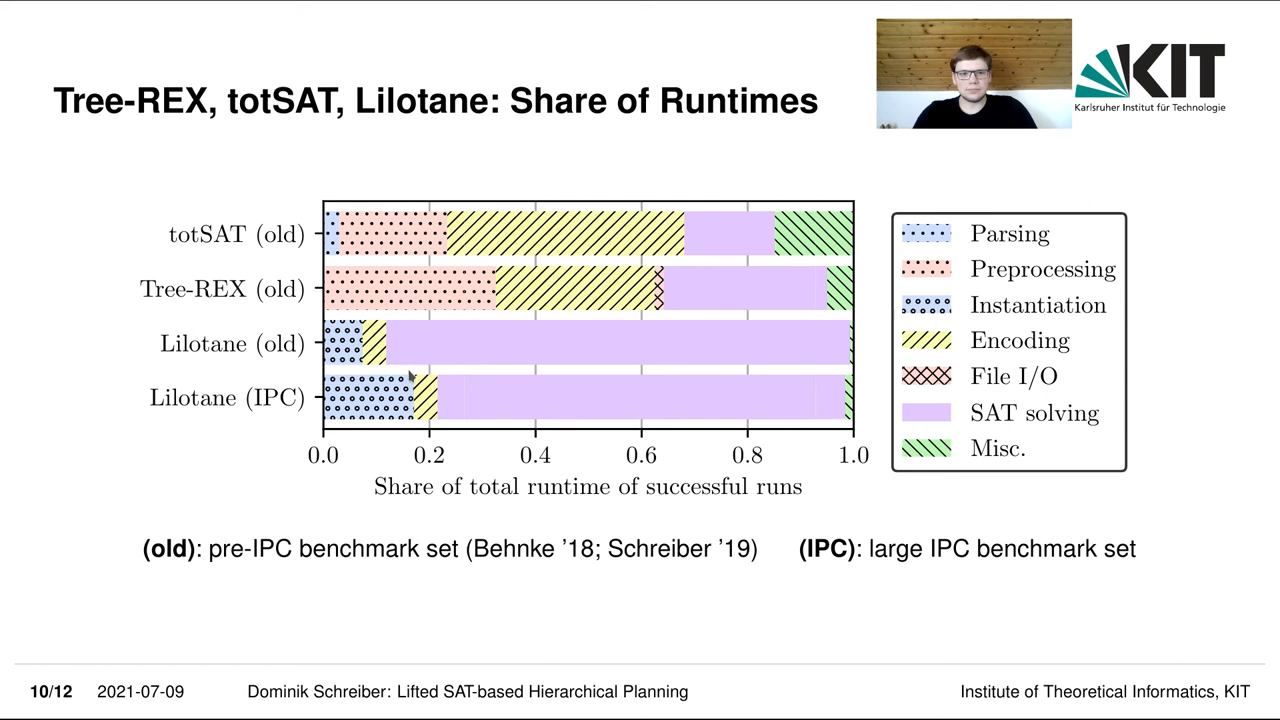 Tree-REX, totSAT, Lilotane: Share of Runtimes
KIT
Karlsruher Institut für Technologie
totSAT (old)
Tree-REX (old)
Lilotane (old)
Lilotane (IPC)
0.0 0.2 0.4 0.6 0.8 1.0
Share of total runtime of successful runs
Parsing
Preprocessing
Instantiation
Encoding
File I/O
SAT solving
Misc.
(old): pre-IPC benchmark set (Behnke ’18; Schreiber ’19) (IPC): large IPC benchmark set
10/12 2021-07-09 Dominik Schreiber: Lifted SAT-based Hierarchical Planning Institute of Theoretical Informatics, KIT